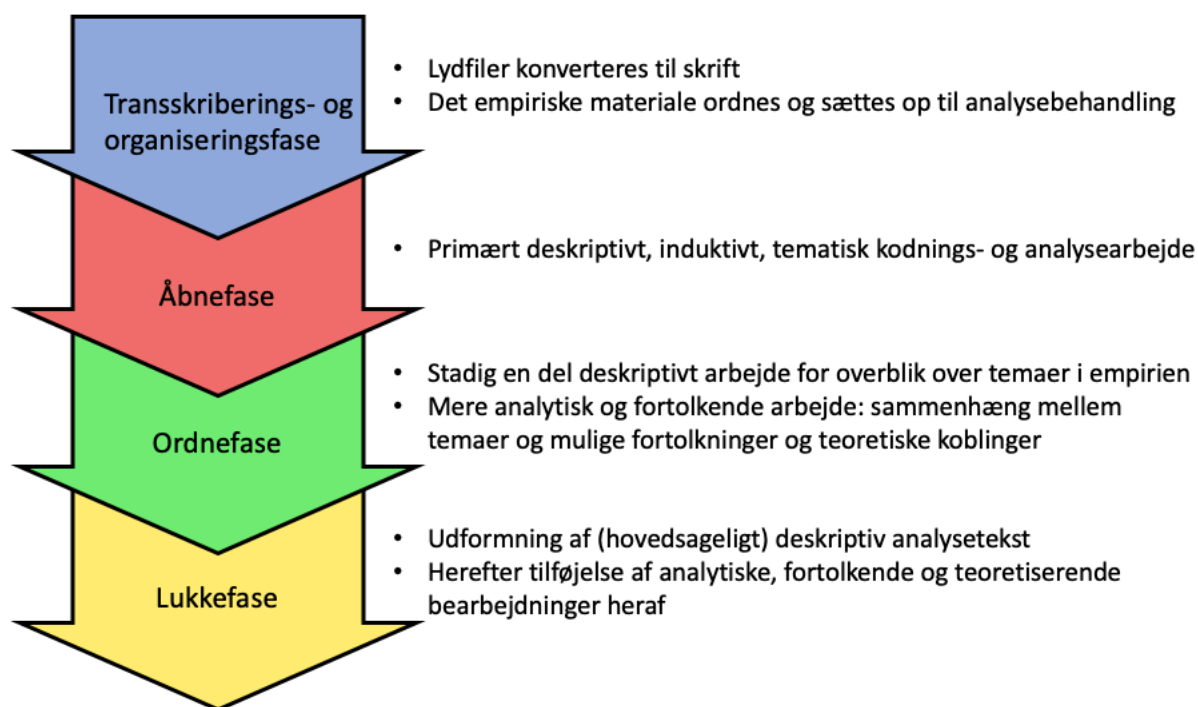 Transskriberings- og
organiseringsfase
• Lydfiler konverteres til skrift
• Det empiriske materiale ordnes og sættes op til analysebehandling
Åbnefase
• Primært deskriptivt, induktivt, tematisk kodnings- og analysearbejde
Ordnefase
• Stadig en del deskriptivt arbejde for overblik over temaer i empirien
• Mere analytisk og fortolkende arbejde: sammenhæng mellem
temaer og mulige fortolkninger og teoretiske koblinger
Lukkefase
• Udformning af (hovedsageligt) deskriptiv analysetekst
• Herefter tilføjelse af analytiske, fortolkende og teoretiserende
bearbejdninger heraf